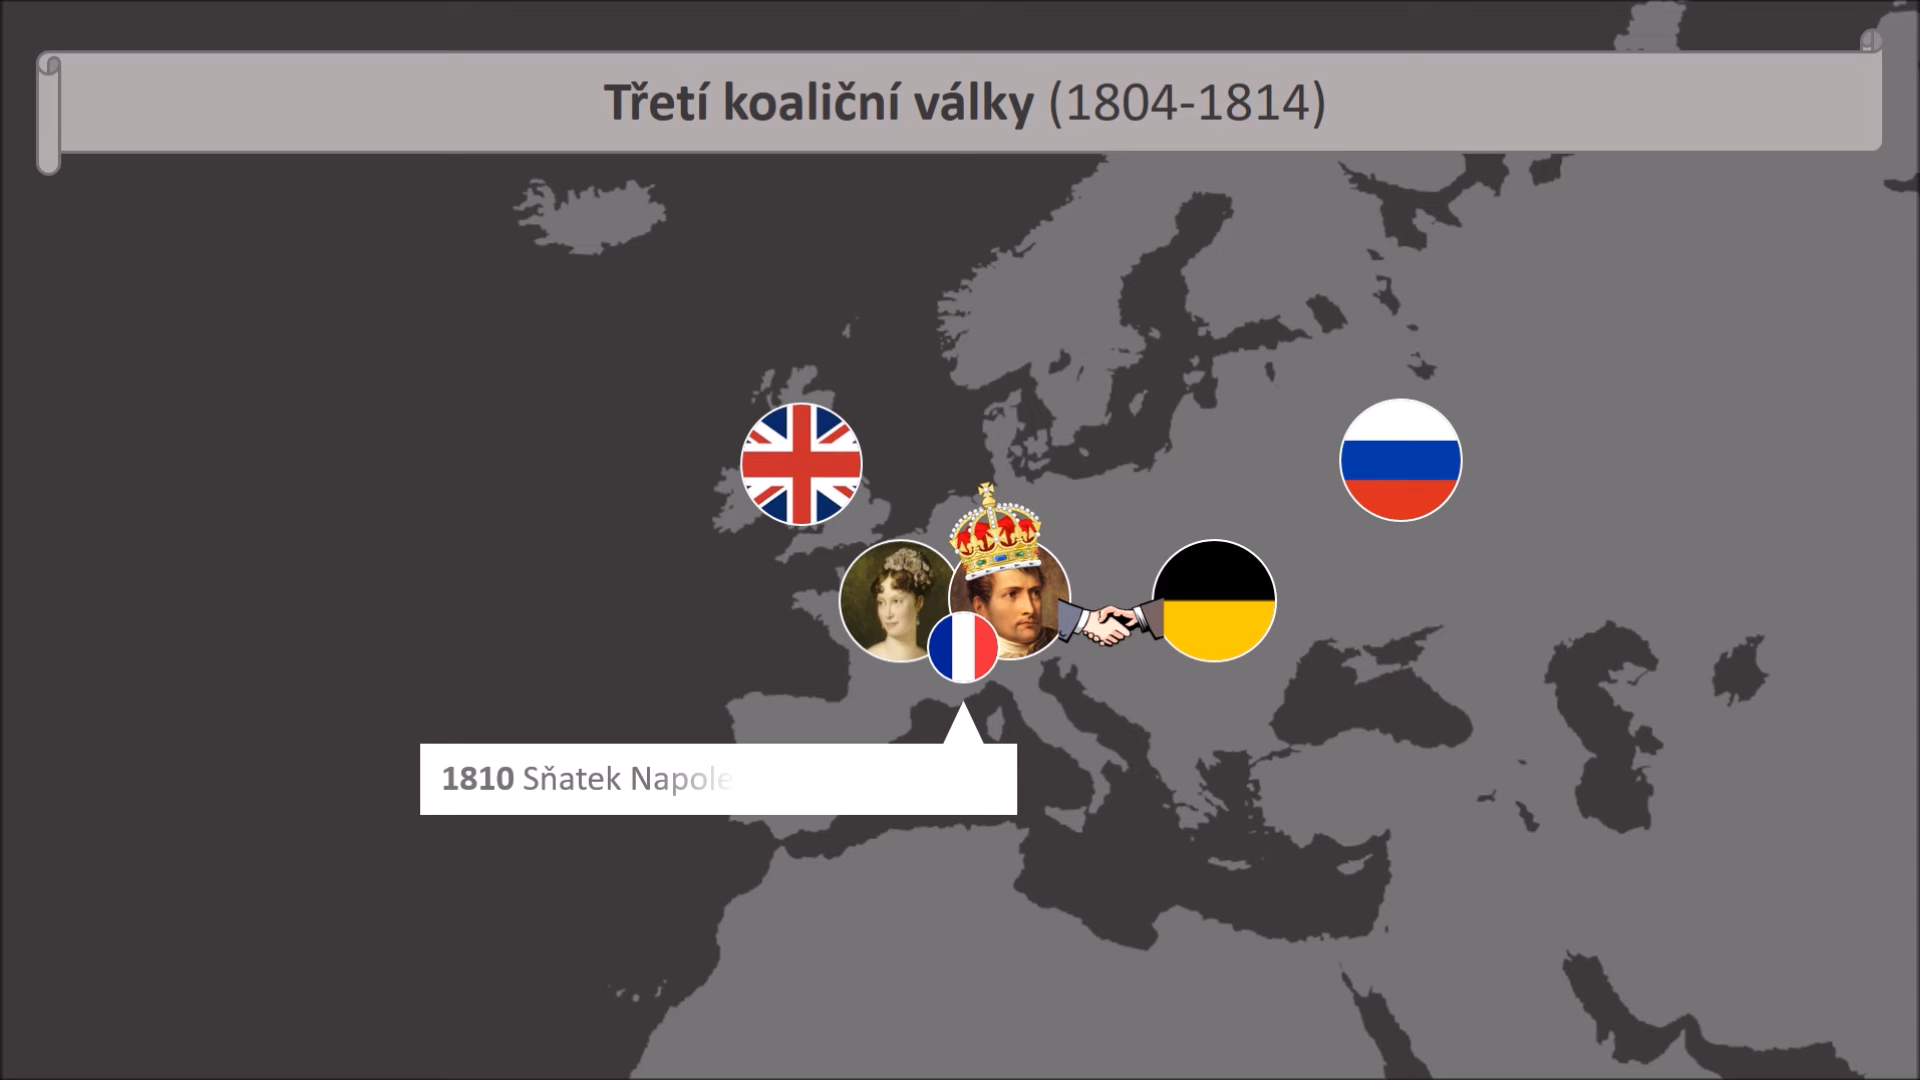 Třetí koaliční války (1804-1814)
1810 Sňatek Napole